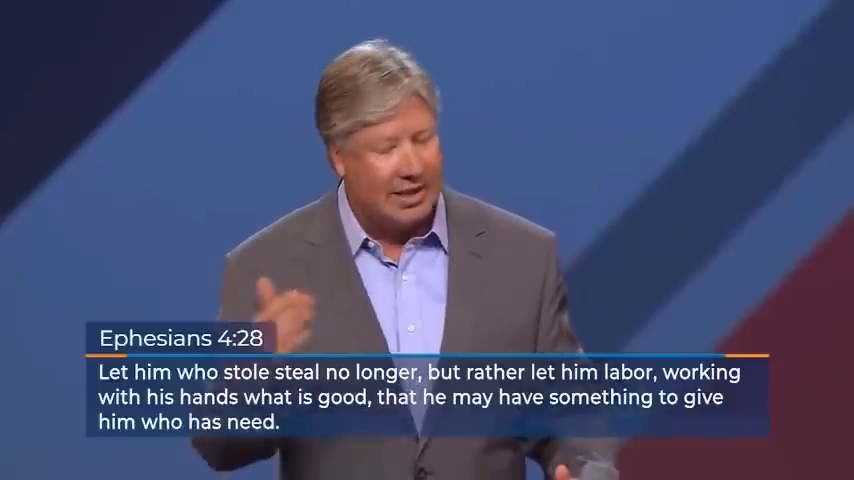 Ephesians 4:28
Let him who stole steal no longer, but rather let him labor, working
with his hands what is good, that he may have something to give
him who has need.